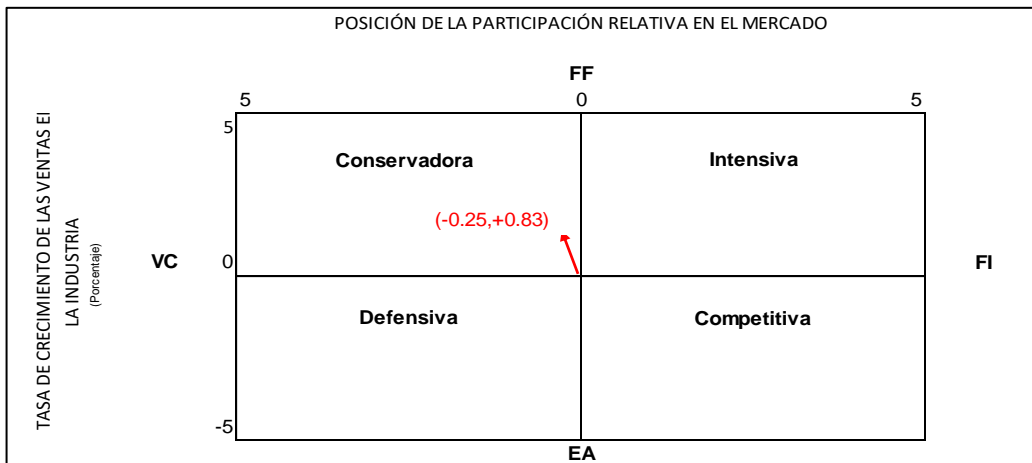 POSICIÓN DE LA PARTICIPACIÓN RELATIVA EN EL MERCADO
FF
5 0 5
5
Conservadora Intensiva
(-0.25,+0.83)
TASA DE CRECIMIENTO DE LAS VENTAS EI
LA INDUSTRIA
(Porcentaje)
VC 0 FI
Defensiva Competitiva
-5
EA